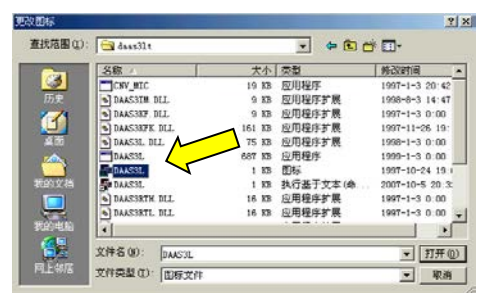 更改图标
查找范围(I): daas3lt
名称 大小 类型 修改时间
CNV_MIC 19 KB 应用程序 1997-1-3 20:42
DAAS3IM.DLL 9 KB 应用程序扩展 1998-8-3 14:47
DAAS3KF.DLL 9 KB 应用程序扩展 1997-1-3 0:00
DAAS3KFE.DLL 161 KB 应用程序扩展 1997-11-26 19:
DAAS3L.DLL 75 KB 应用程序扩展 1998-1-3 0:00
DAAS3L 687 KB 应用程序 1999-1-3 0:00
DAAS3L 1 KB 图标 1997-10-24 19:
DAAS3L 1 KB 执行基于文本(命... 2007-10-5 20:3
DAAS3RTM.DLL 16 KB 应用程序扩展 1997-1-3 0:00
DAAS3RTL.DLL 16 KB 应用程序扩展 1997-1-3 0:00
历史
桌面
我的文档
我的电脑
网上邻居
文件名(N): DAAS3L 打开(O)
文件类型(T): 图标文件 取消